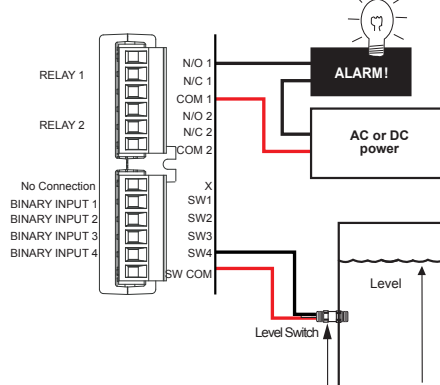 N/O 1
RELAY 1
N/C 1
COM 1
N/O 2
RELAY 2
N/C 2
COM 2
ALARM!
AC or DC
power
No Connection
X
BINARY INPUT 1
SW1
BINARY INPUT 2
SW2
BINARY INPUT 3
SW3
BINARY INPUT 4
SW4
SW COM
Level
Level Switch